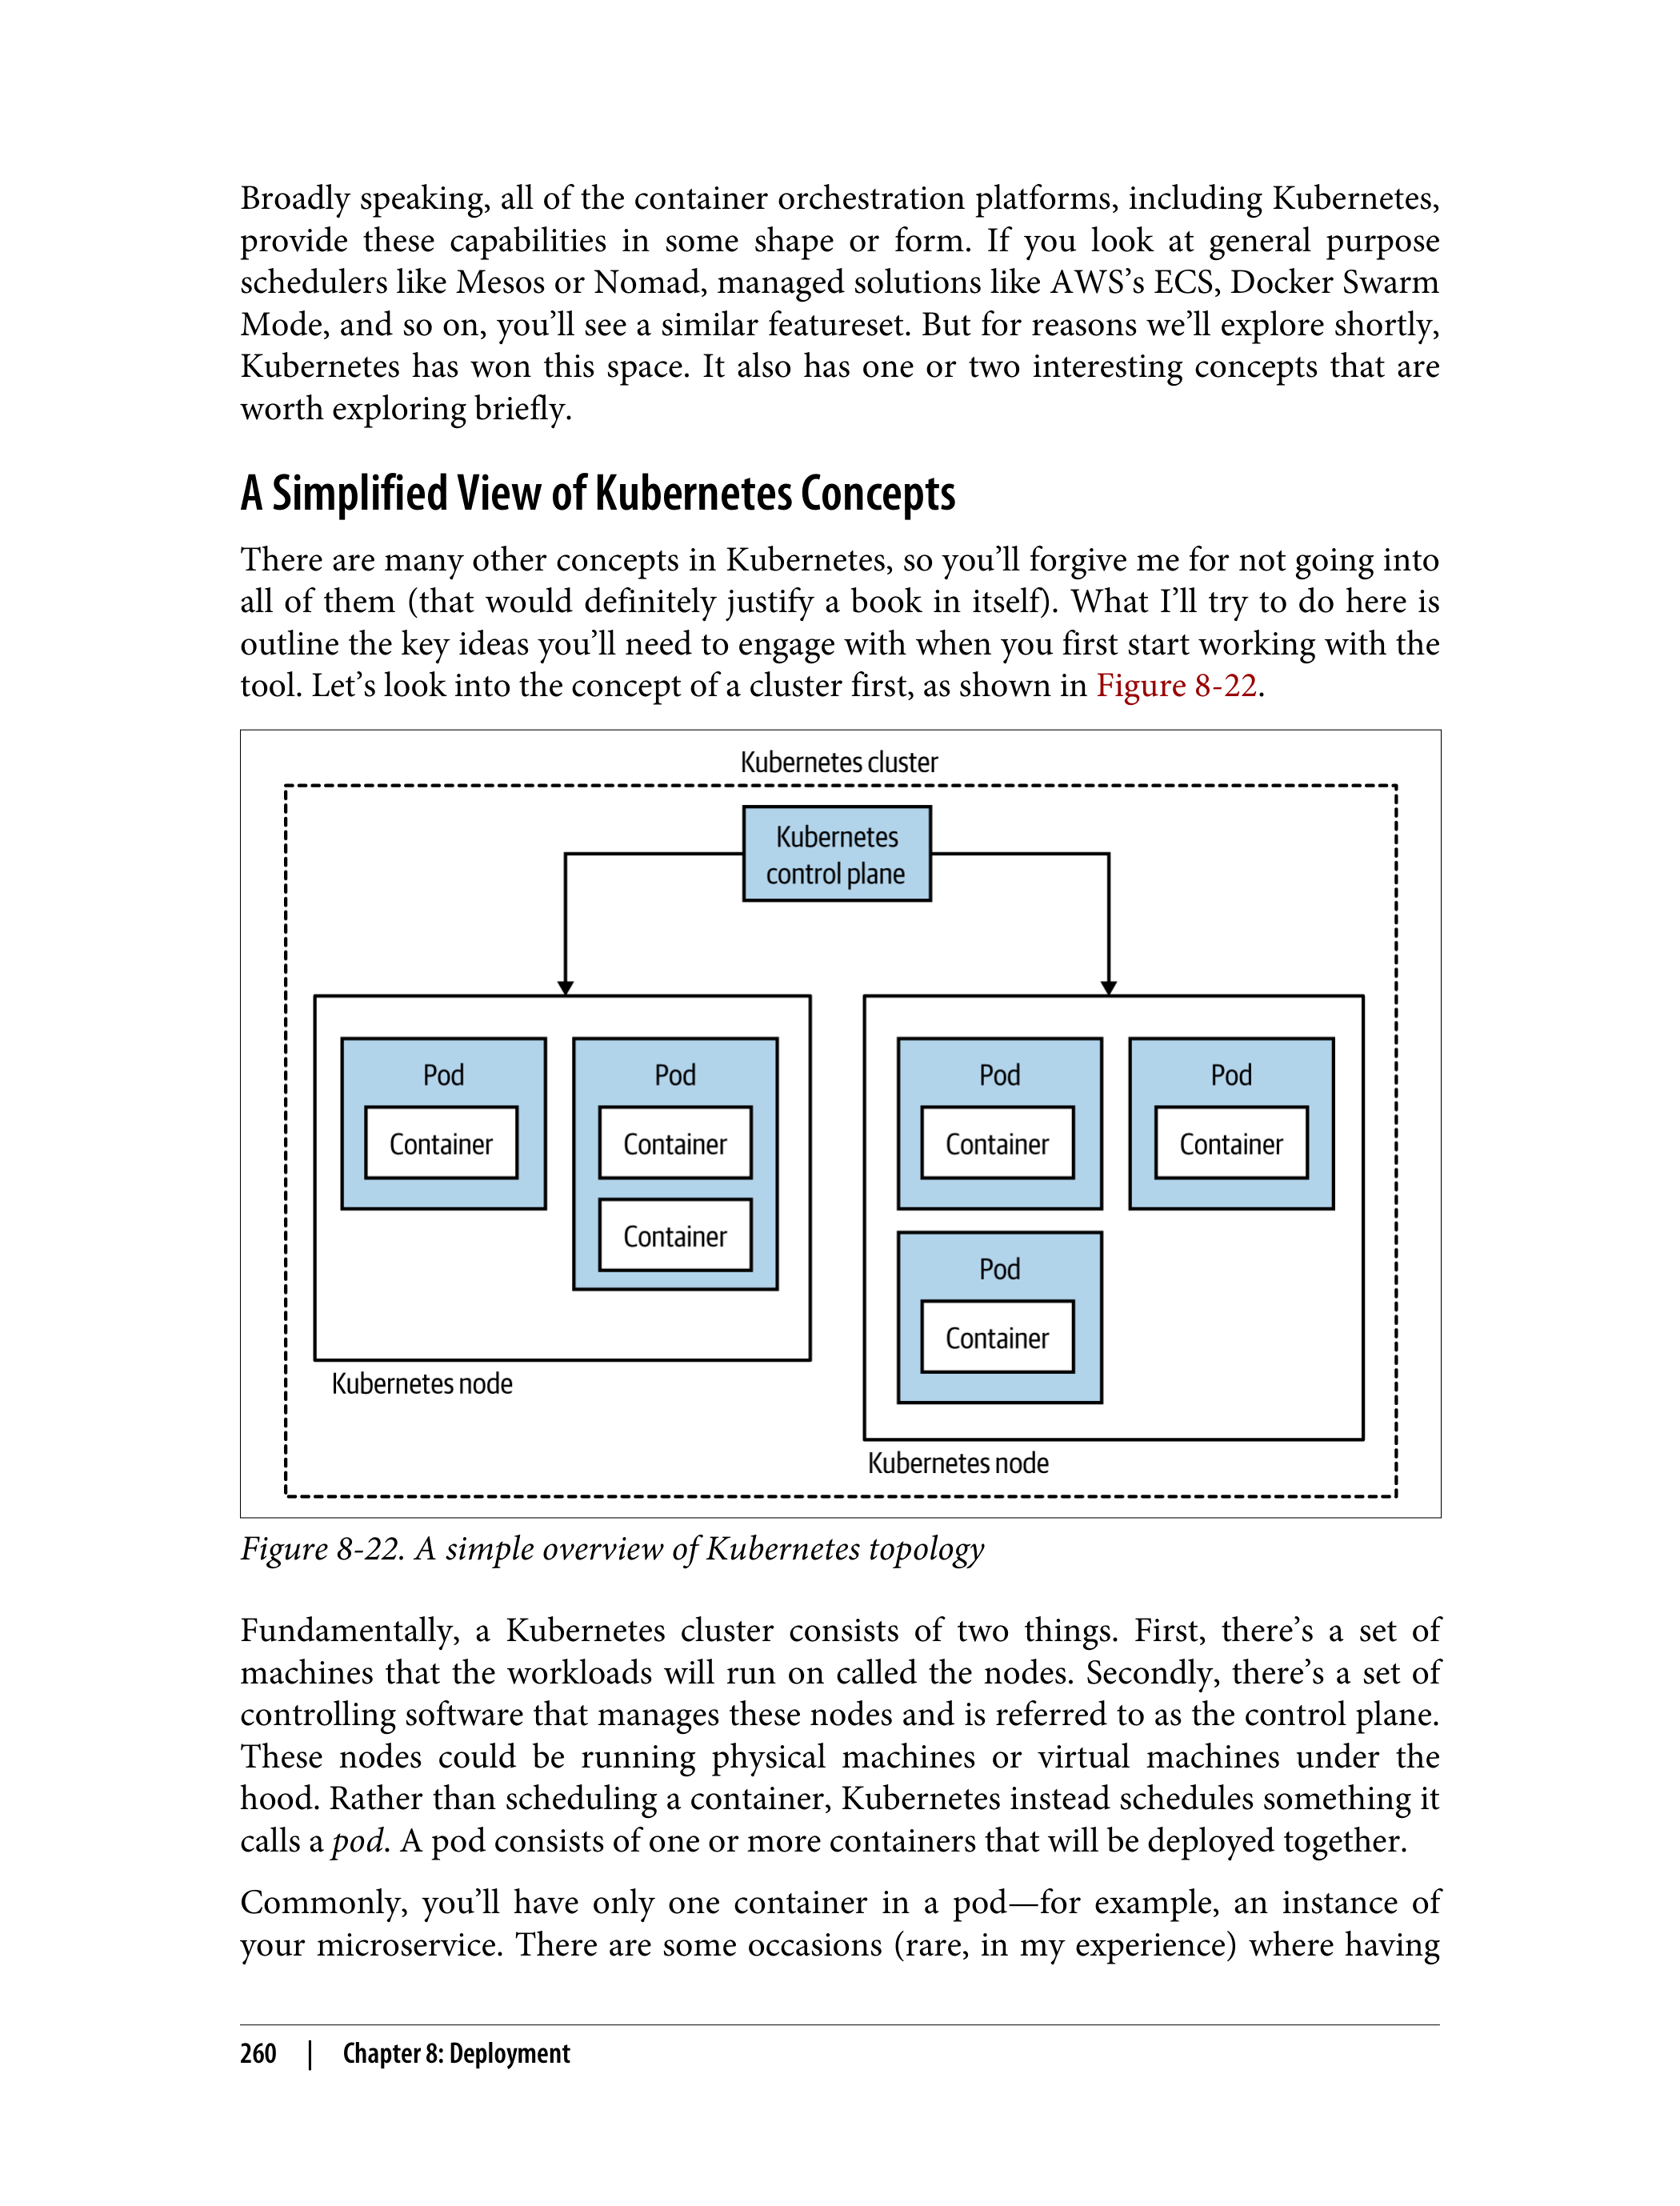 Broadly speaking, all of the container orchestration platforms, including Kubernetes,
provide these capabilities in some shape or form. If you look at general purpose
schedulers like Mesos or Nomad, managed solutions like AWS’s ECS, Docker Swarm
Mode, and so on, you’ll see a similar featureset. But for reasons we’ll explore shortly,
Kubernetes has won this space. It also has one or two interesting concepts that are
worth exploring briefly.
A Simplified View of Kubernetes Concepts
There are many other concepts in Kubernetes, so you’ll forgive me for not going into
all of them (that would definitely justify a book in itself). What I’ll try to do here is
outline the key ideas you’ll need to engage with when you first start working with the
tool. Let’s look into the concept of a cluster first, as shown in Figure 8-22.
Kubernetes cluster
Kubernetes
control plane
Pod
Container
Pod
Container
Container
Kubernetes node
Pod
Container
Pod
Container
Pod
Container
Kubernetes node
Figure 8-22. A simple overview of Kubernetes topology
Fundamentally, a Kubernetes cluster consists of two things. First, there’s a set of
machines that the workloads will run on called the nodes. Secondly, there’s a set of
controlling software that manages these nodes and is referred to as the control plane.
These nodes could be running physical machines or virtual machines under the
hood. Rather than scheduling a container, Kubernetes instead schedules something it
calls a pod. A pod consists of one or more containers that will be deployed together.
Commonly, you’ll have only one container in a pod—for example, an instance of
your microservice. There are some occasions (rare, in my experience) where having
260 | Chapter 8: Deployment